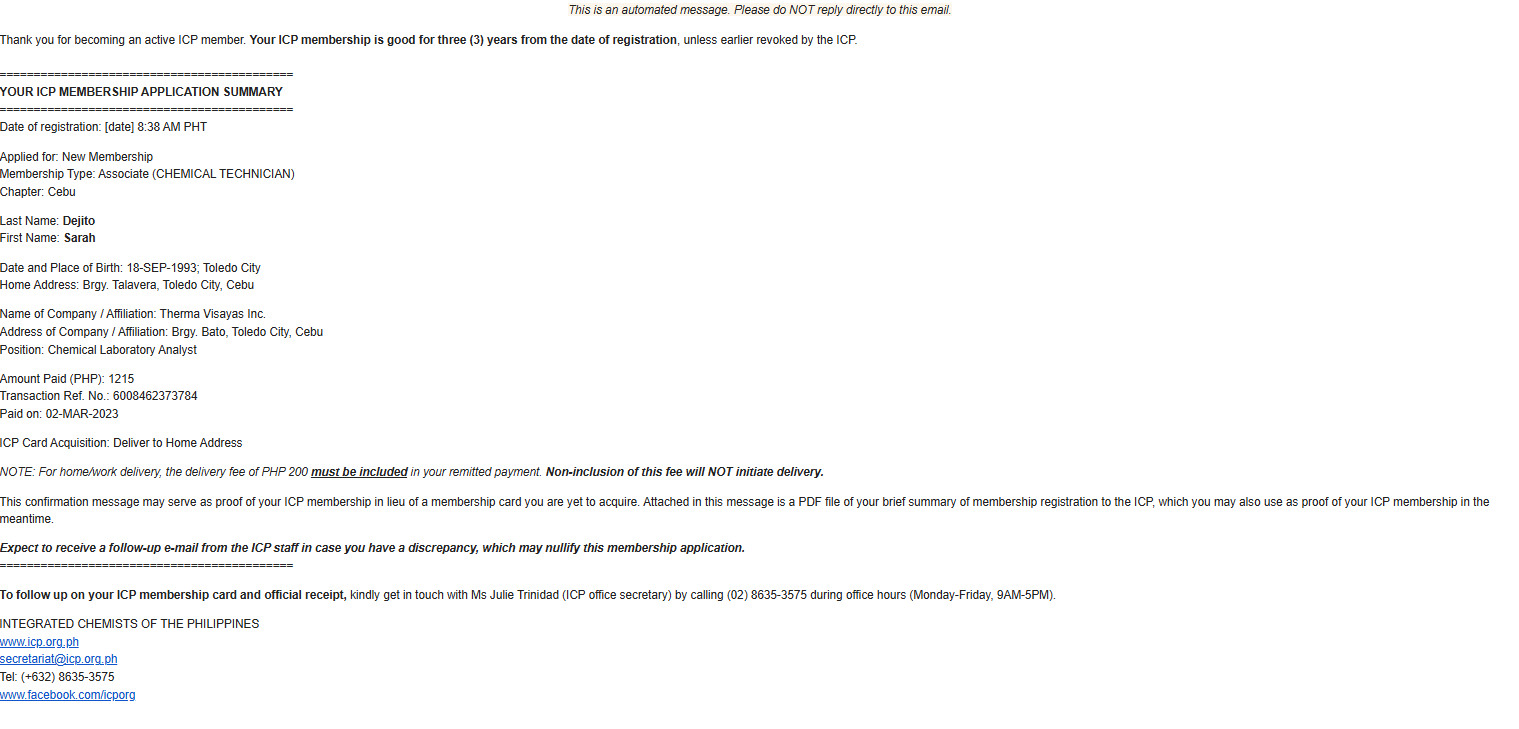 This is an automated message. Please do NOT reply directly to this email.
Thank you for becoming an active ICP member. Your ICP membership is good for three (3) years from the date of registration, unless earlier revoked by the ICP.
===========================================
YOUR ICP MEMBERSHIP APPLICATION SUMMARY
===========================================
Date of registration: [date] 8:38 AM PHT
Applied for: New Membership
Membership Type: Associate (CHEMICAL TECHNICIAN)
Chapter: Cebu
Last Name: Dejito
First Name: Sarah
Date and Place of Birth: 18-SEP-1993; Toledo City
Home Address: Brgy. Talavera, Toledo City, Cebu
Name of Company / Affiliation: Therma Visayas Inc.
Address of Company / Affiliation: Brgy. Bato, Toledo City, Cebu
Position: Chemical Laboratory Analyst
Amount Paid (PHP): 1215
Transaction Ref. No.: 6008462373784
Paid on: 02-MAR-2023
ICP Card Acquisition: Deliver to Home Address
NOTE: For home/work delivery, the delivery fee of PHP 200 must be included in your remitted payment. Non-inclusion of this fee will NOT initiate delivery.
This confirmation message may serve as proof of your ICP membership in lieu of a membership card you are yet to acquire. Attached in this message is a PDF file of your brief summary of membership registration to the ICP, which you may also use as proof of your ICP membership in the
meantime.
Expect to receive a follow-up e-mail from the ICP staff in case you have a discrepancy, which may nullify this membership application.
===========================================
To follow up on your ICP membership card and official receipt, kindly get in touch with Ms Julie Trinidad (ICP office secretary) by calling (02) 8635-3575 during office hours (Monday-Friday, 9AM-5PM).
INTEGRATED CHEMISTS OF THE PHILIPPINES
www.icp.org.ph
secretariat@icp.org.ph
Tel: (+632) 8635-3575
www.facebook.com/icporg